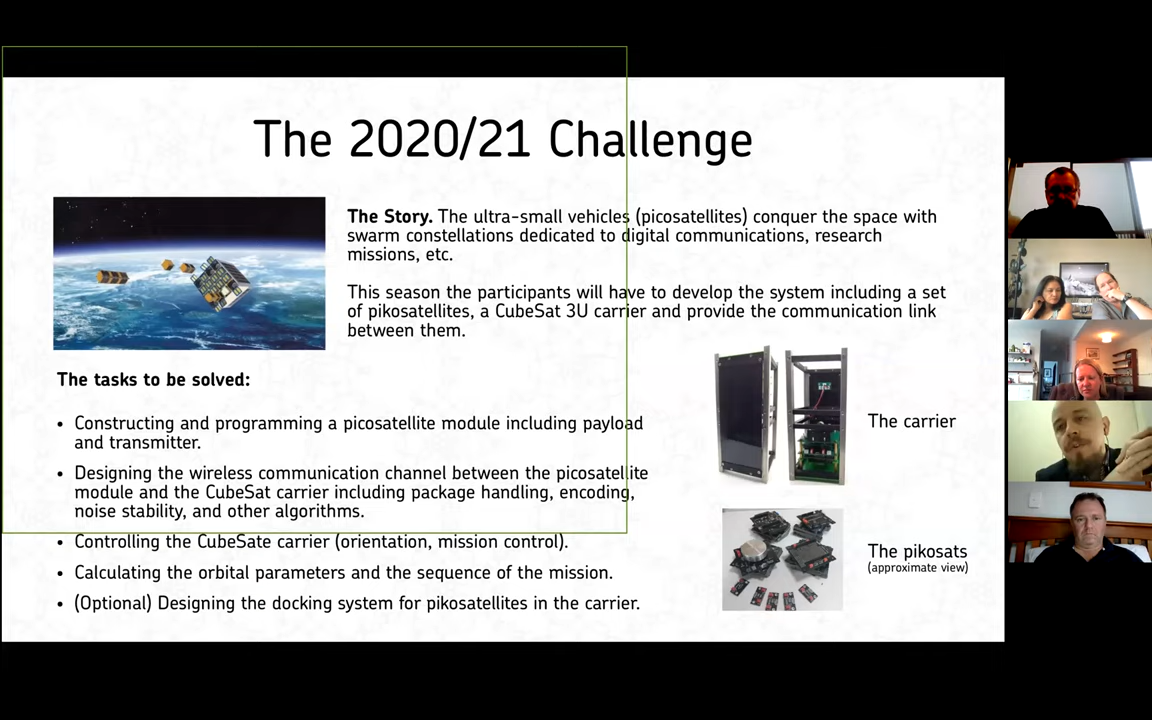 The 2020/21 Challenge
The Story. The ultra-small vehicles (picosatellites) conquer the space with
swarm constellations dedicated to digital communications, research
missions, etc.
This season the participants will have to develop the system including a set
of pikosatellites, a CubeSat 3U carrier and provide the communication link
between them.
The tasks to be solved:
• Constructing and programming a picosatellite module including payload
and transmitter.
• Designing the wireless communication channel between the picosatellite
module and the CubeSat carrier including package handling, encoding,
noise stability, and other algorithms.
• Controlling the CubeSate carrier (orientation, mission control).
• Calculating the orbital parameters and the sequence of the mission.
• (Optional) Designing the docking system for pikosatellites in the carrier.
The carrier
The pikosats
(approximate view)